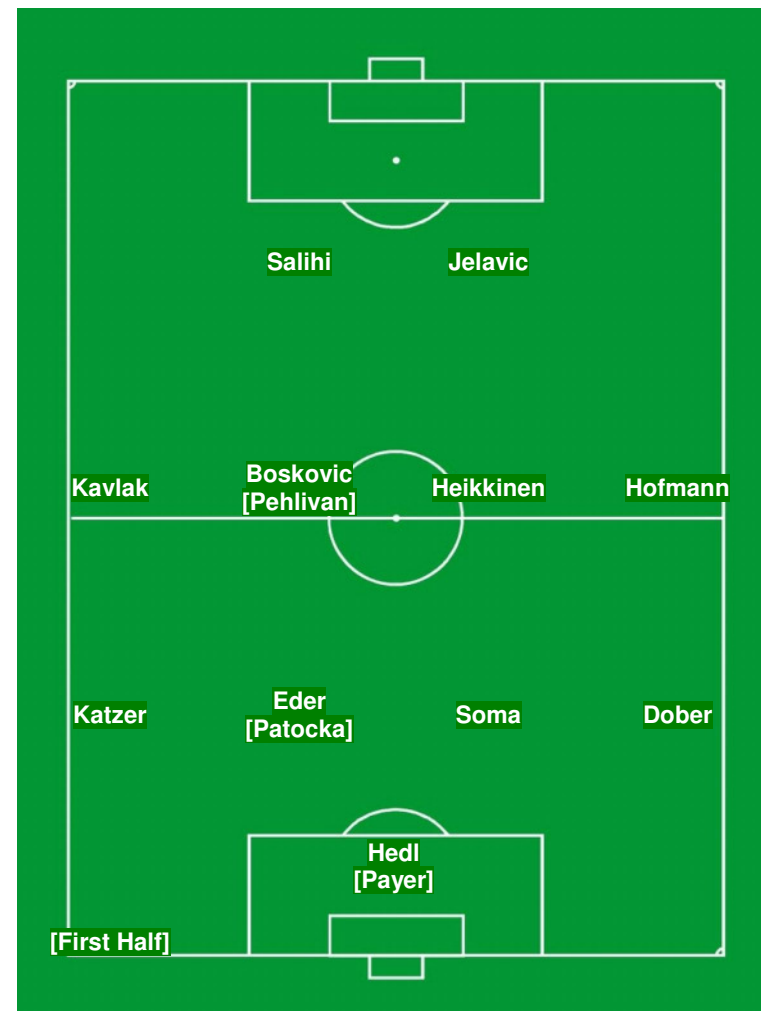 Salihi
Jelavic
Kavlak
Boskovic
[Pehlivan]
Heikkinen
Hofmann
Katzer
Eder
[Patocka]
Soma
Dober
Hedl
[Payer]
[First Half]